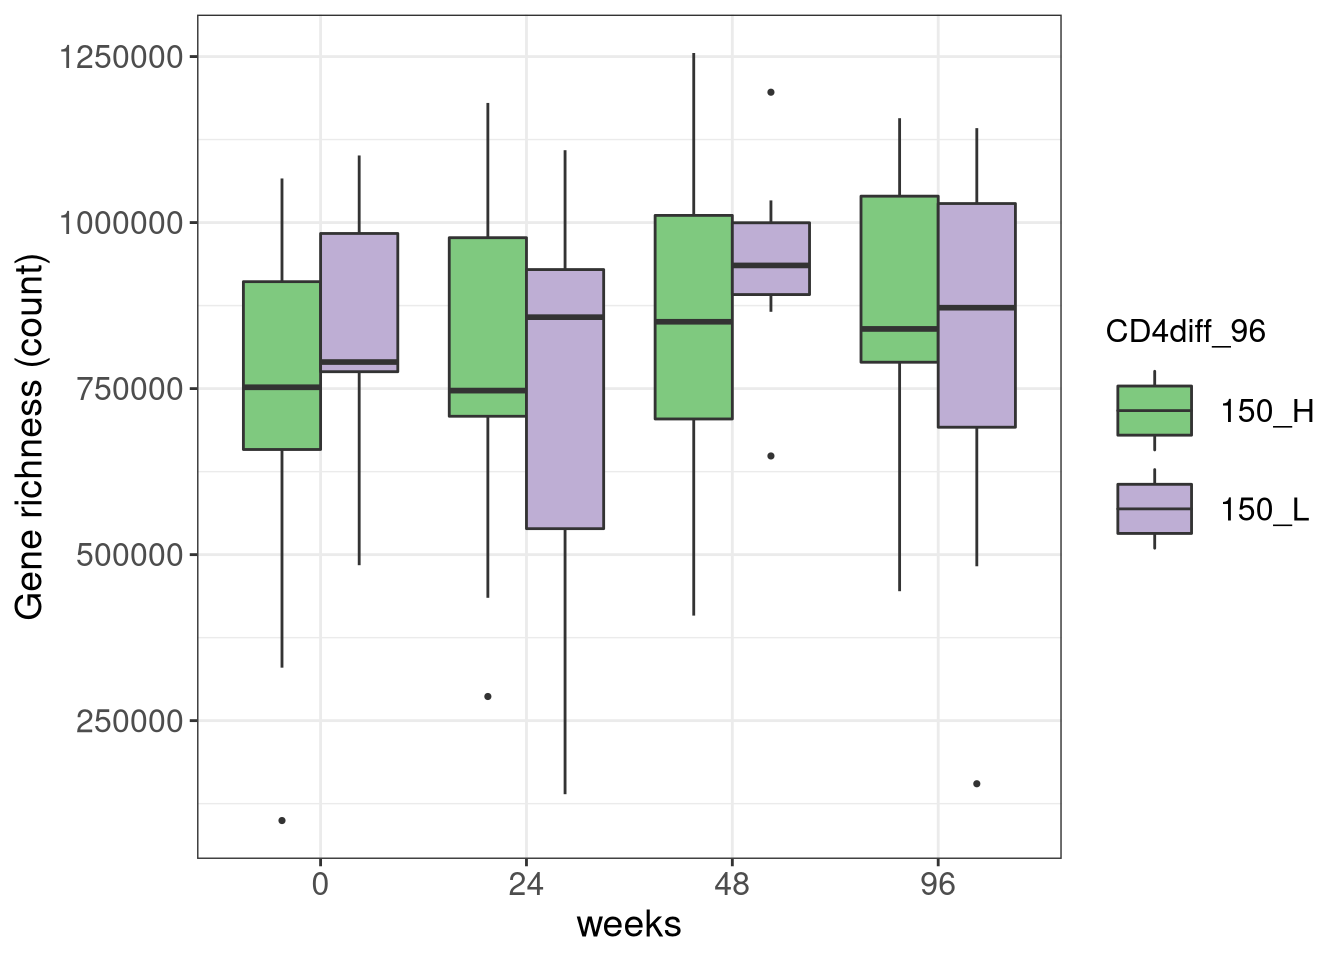 1250000
1000000
750000
500000
250000
Gene richness (count)
0 24 48 96
weeks
CD4diff_96
150_H
150_L